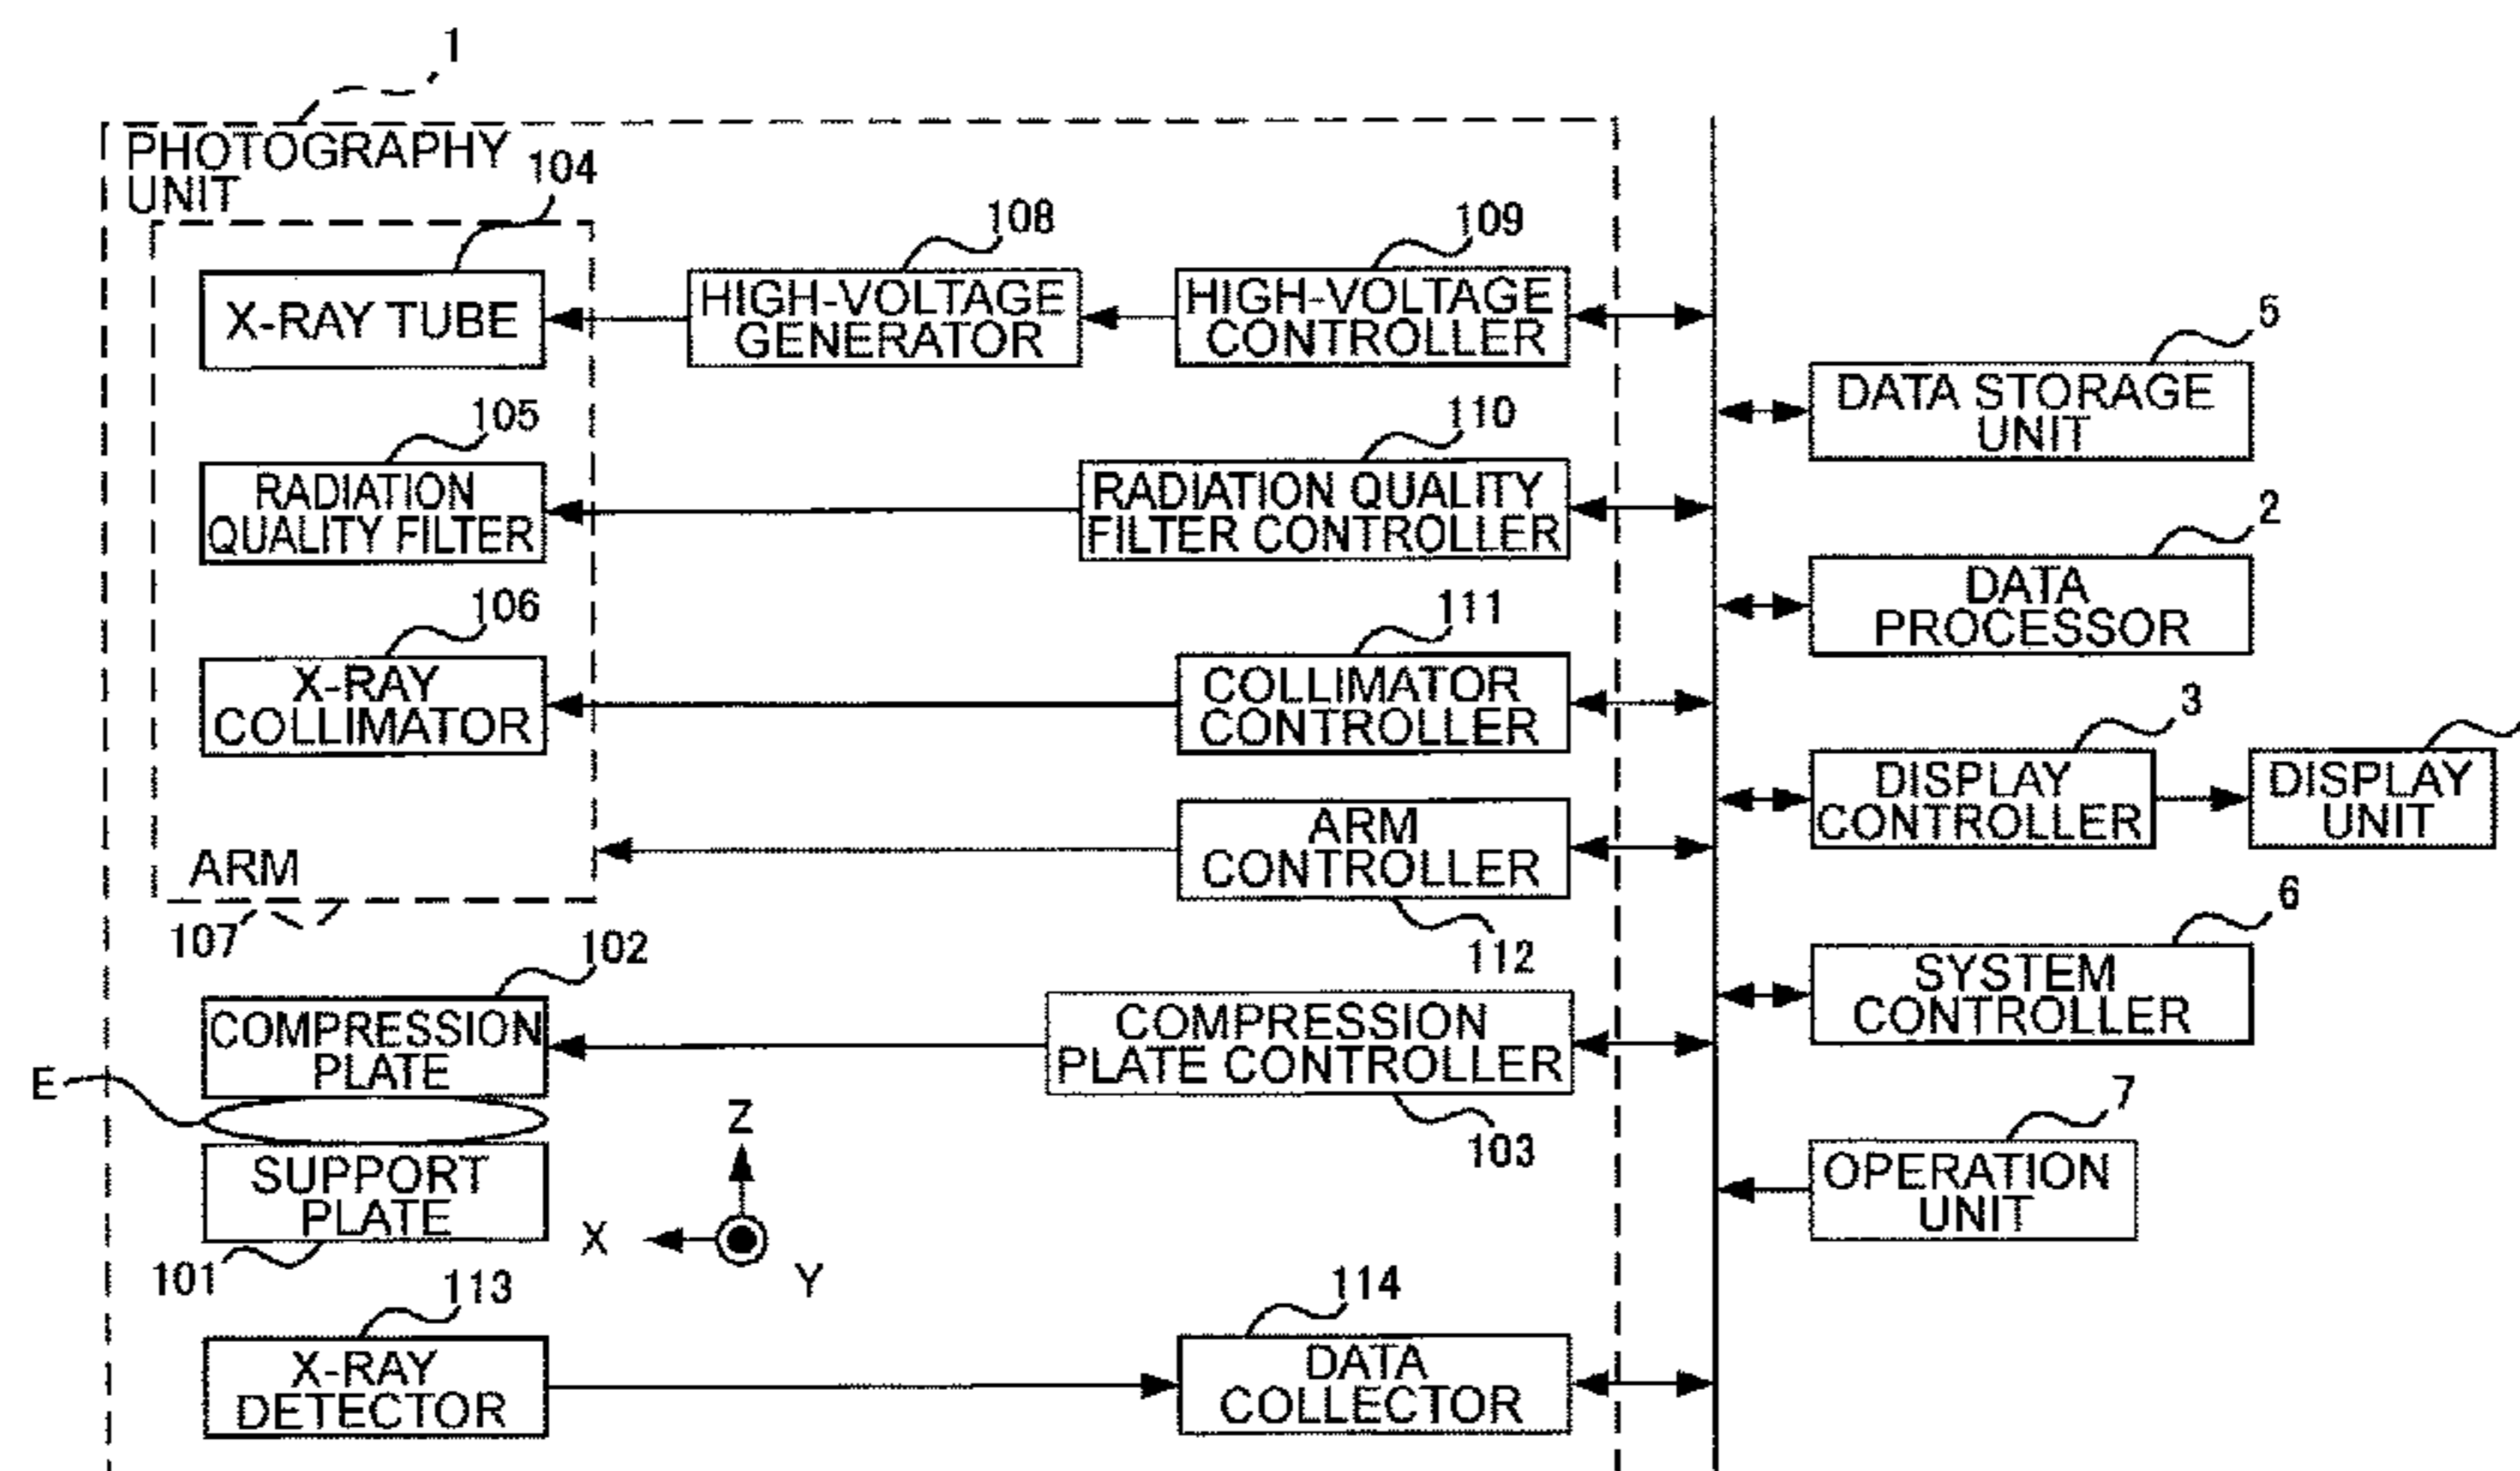 1
PHOTOGRAPHY
UNIT
104
108
109
X-RAY TUBE
HIGH-VOLTAGE
GENERATOR
HIGH-VOLTAGE
CONTROLLER
5
DATA STORAGE
UNIT
105
110
RADIATION
QUALITY FILTER
RADIATION QUALITY
FILTER CONTROLLER
2
DATA
PROCESSOR
106
111
X-RAY
COLLIMATOR
COLLIMATOR
CONTROLLER
3
DISPLAY
CONTROLLER
DISPLAY
UNIT
ARM
CONTROLLER
ARM
107
112
6
SYSTEM
CONTROLLER
102
COMPRESSION
PLATE
COMPRESSION
PLATE CONTROLLER
103
E
7
OPERATION
UNIT
SUPPORT
PLATE
101
Z
X
Y
113
114
X-RAY
DETECTOR
DATA
COLLECTOR